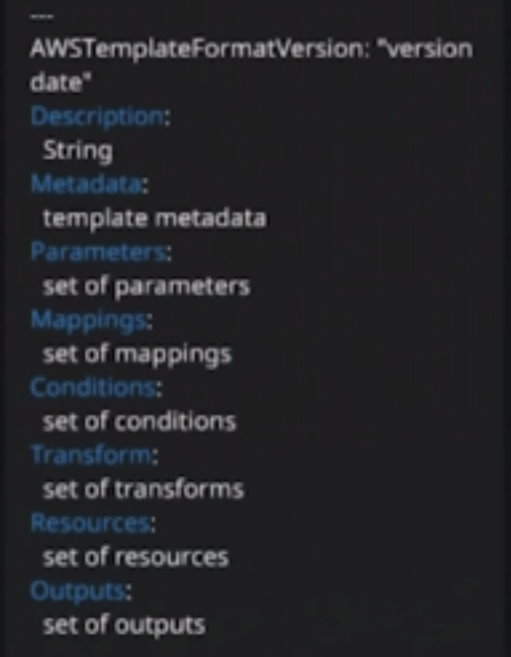 ---
AWSTemplateFormatVersion: "version
date"
Description:
String
Metadata:
template metadata
Parameters:
set of parameters
Mappings:
set of mappings
Conditions:
set of conditions
Transform:
set of transforms
Resources:
set of resources
Outputs:
set of outputs